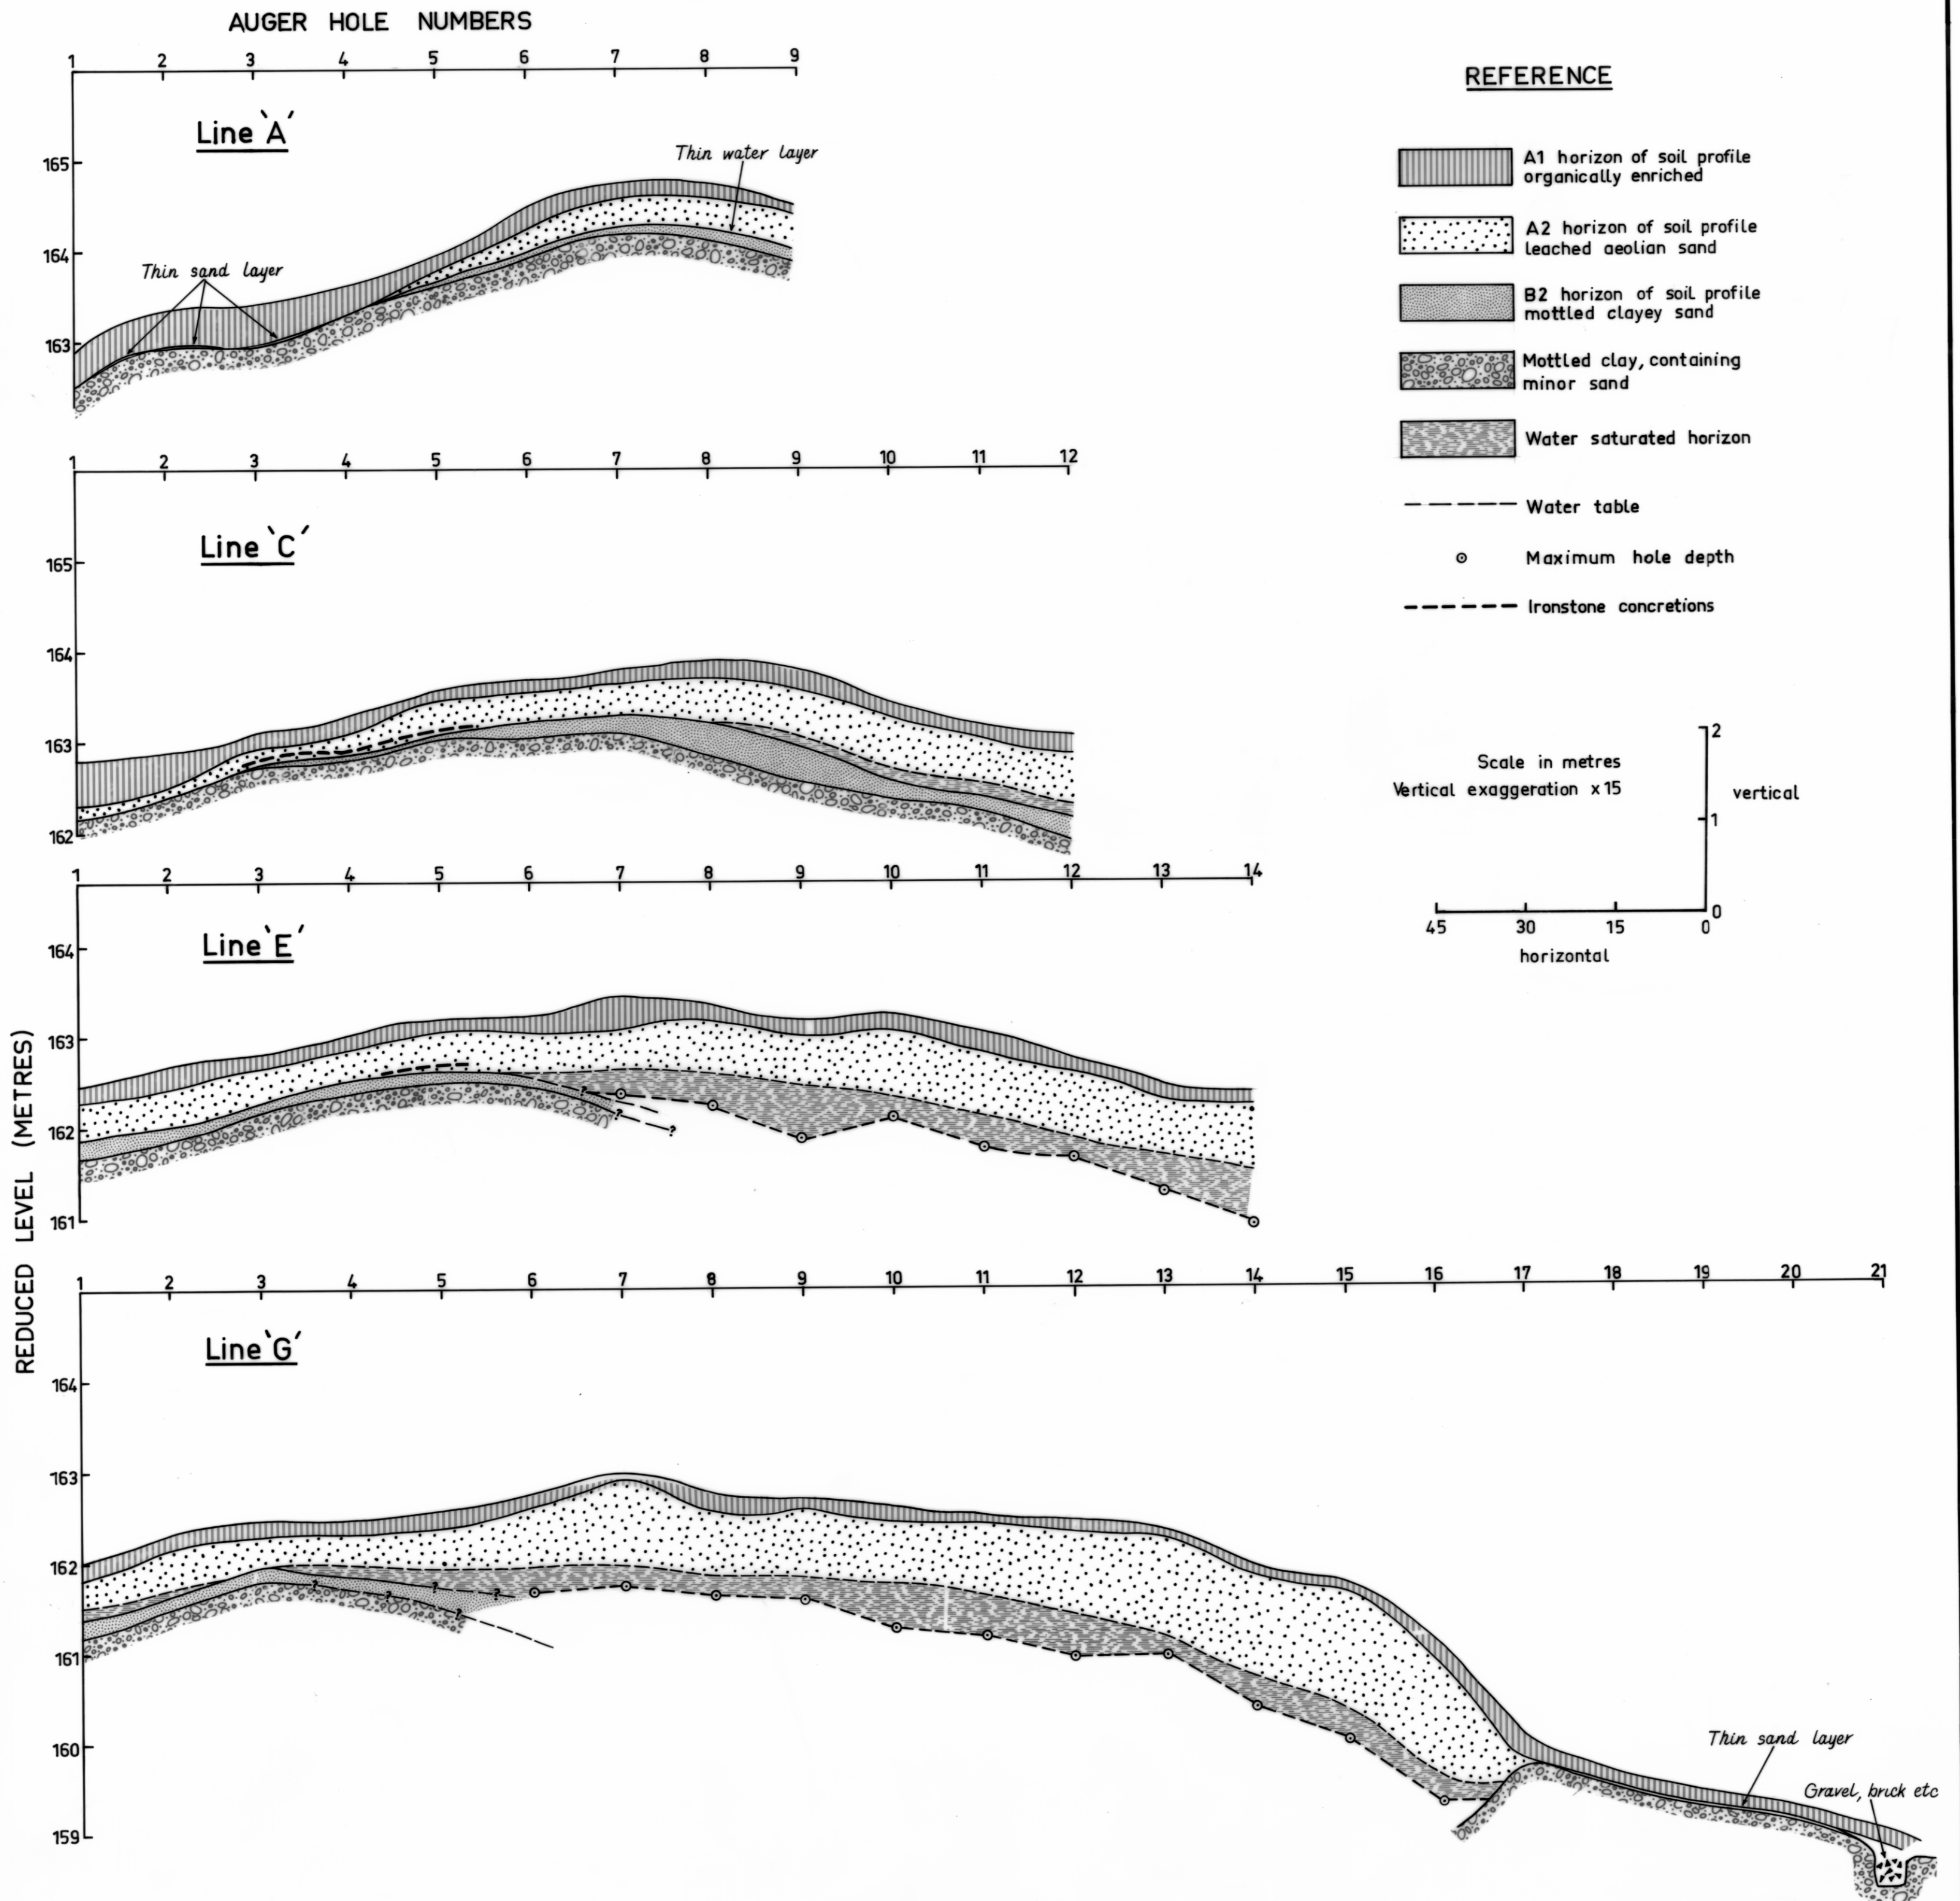 AUGER HOLE NUMBERS
1 2 3 4 5 6 7 8 9
Line `A´
165
164
163
Thin water layer
Thin sand layer
REFERENCE
A1 horizon of soil profile
organically enriched
A2 horizon of soil profile
leached aeolian sand
B2 horizon of soil profile
mottled clayey sand
Mottled clay, containing
minor sand
Water saturated horizon
Water table
Maximum hole depth
Ironstone concretions
1 2 3 4 5 6 7 8 9 10 11 12
Line `C´
165
164
163
162
Scale in metres
Vertical exaggeration x 15
2
vertical
1
0
45 30 15 0
horizontal
1 2 3 4 5 6 7 8 9 10 11 12 13 14
Line `E´
164
163
162
161
? ? ?
REDUCED LEVEL (METRES)
1 2 3 4 5 6 7 8 9 10 11 12 13 14 15 16 17 18 19 20 21
Line `G´
164
163
162
161
160
159
? ? ? ? ?
Thin sand layer
Gravel, brick etc